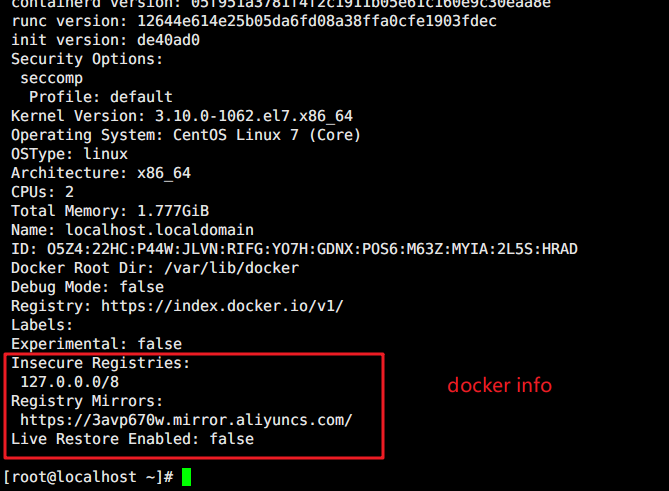 containerd version: 05f951a3781f4f2c1911b05e61c160e9c30eaa8e
runc version: 12644e614e25b05da6fd08a38ffa0cfe1903fdec
init version: de40ad0
Security Options:
seccomp
Profile: default
Kernel Version: 3.10.0-1062.el7.x86_64
Operating System: CentOS Linux 7 (Core)
OSType: linux
Architecture: x86_64
CPUs: 2
Total Memory: 1.777GiB
Name: localhost.localdomain
ID: O5Z4:22HC:P44W:JLVN:RIFG:YO7H:GDNX:POS6:M63Z:MYIA:2L5S:HRAD
Docker Root Dir: /var/lib/docker
Debug Mode: false
Registry: https://index.docker.io/v1/
Labels:
Experimental: false
Insecure Registries:
127.0.0.0/8
docker info
Registry Mirrors:
https://3avp670w.mirror.aliyuncs.com/
Live Restore Enabled: false
[root@localhost ~]#